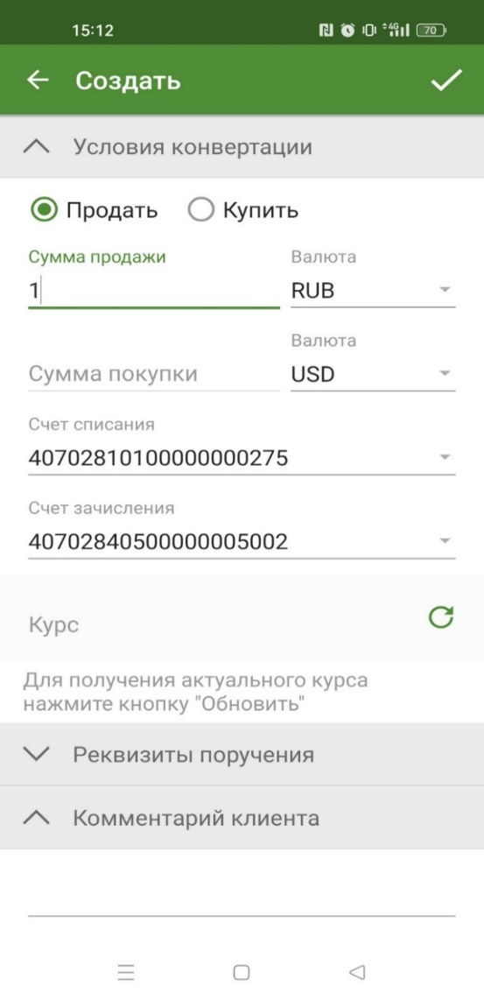 15:12
4G
70
Создать
Условия конвертации
Продать Купить
Сумма продажи Валюта
1 RUB
Валюта
Сумма покупки USD
Счет списания
40702810100000000275
Счет зачисления
40702840500000005002
Курс
Для получения актуального курса
нажмите кнопку "Обновить"
Реквизиты поручения
Комментарий клиента